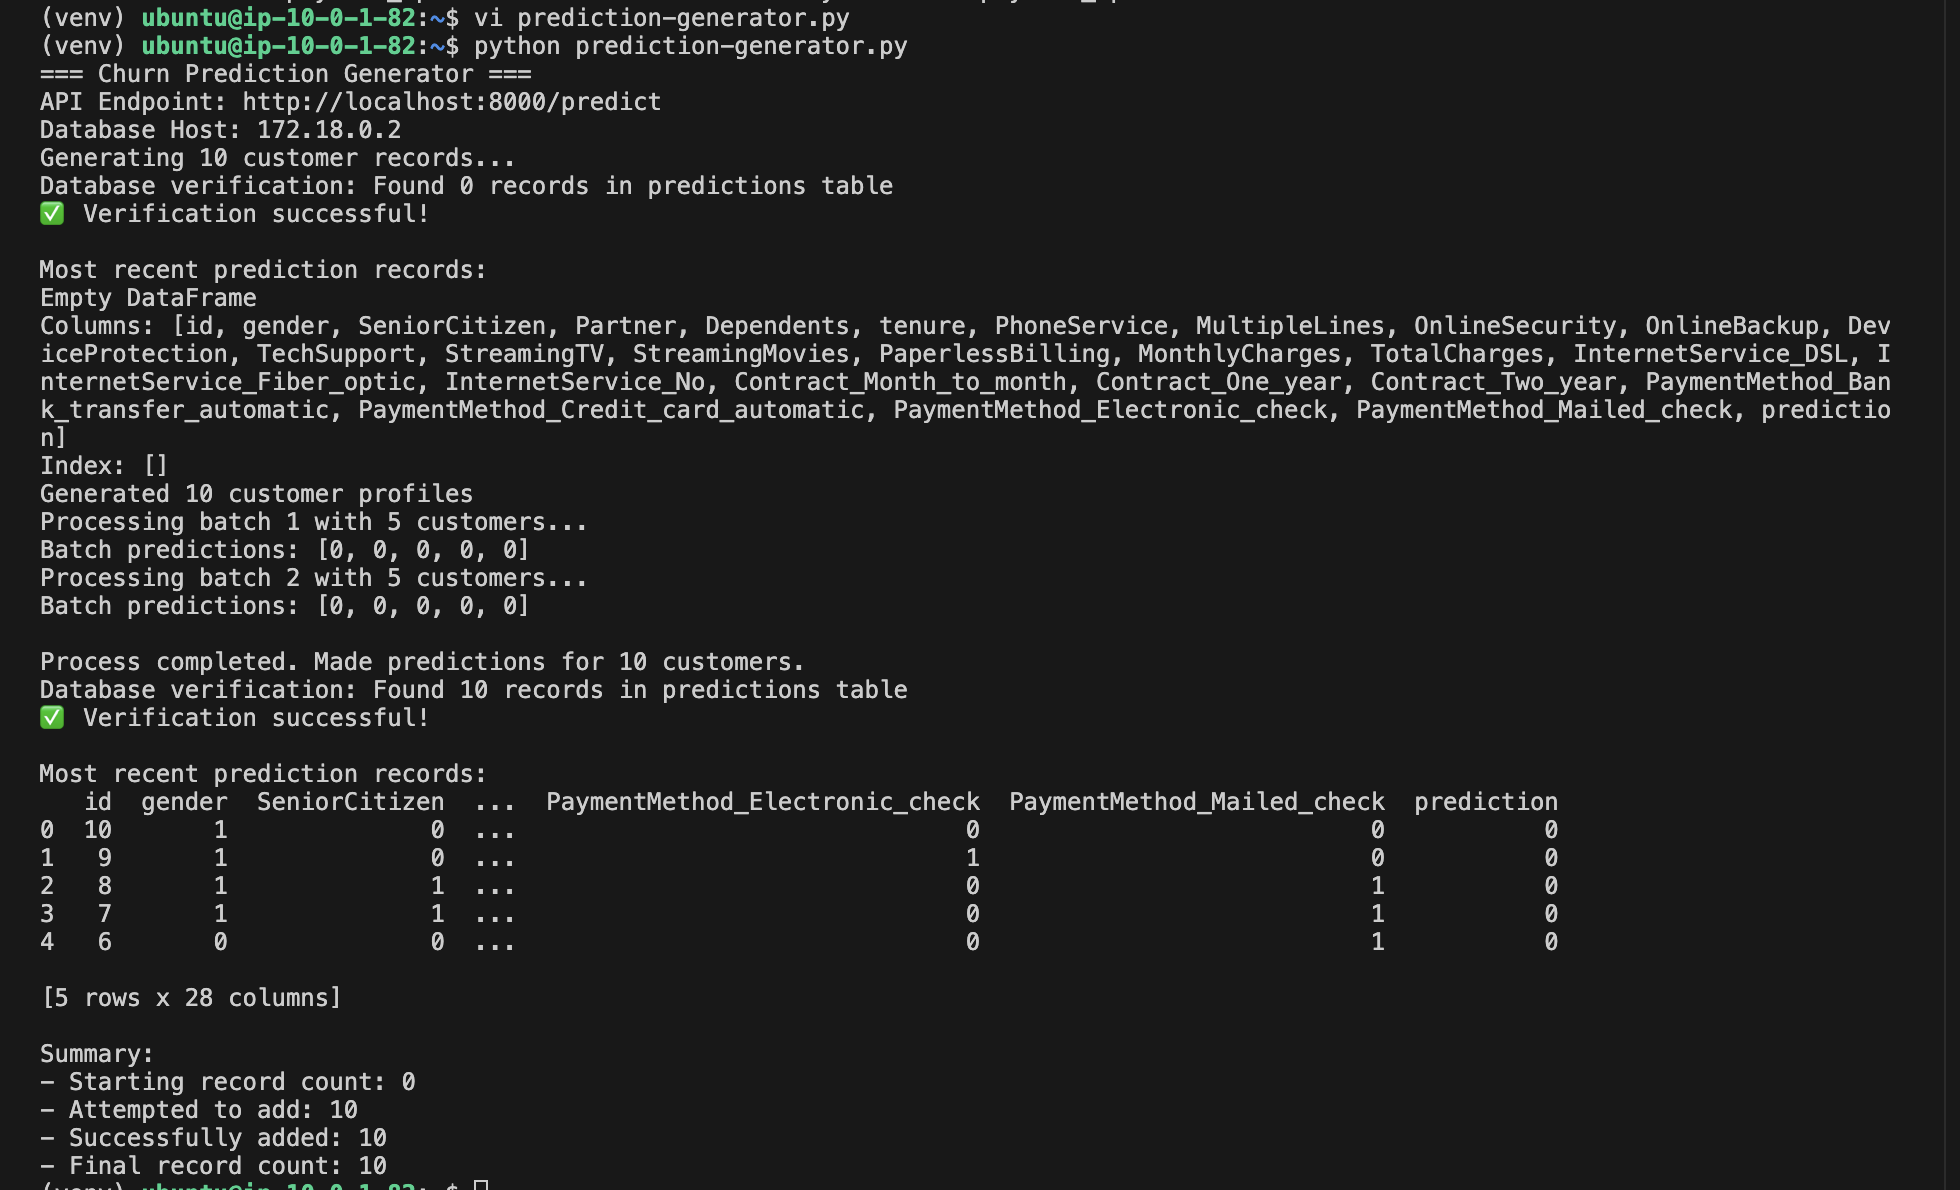 (venv) ubuntu@ip-10-0-1-82:~$ vi prediction-generator.py
(venv) ubuntu@ip-10-0-1-82:~$ python prediction-generator.py
=== Churn Prediction Generator ===
API Endpoint: http://localhost:8000/predict
Database Host: 172.18.0.2
Generating 10 customer records...
Database verification: Found 0 records in predictions table
✅ Verification successful!
Most recent prediction records:
Empty DataFrame
Columns: [id, gender, SeniorCitizen, Partner, Dependents, tenure, PhoneService, MultipleLines, OnlineSecurity, OnlineBackup, Dev
iceProtection, TechSupport, StreamingTV, StreamingMovies, PaperlessBilling, MonthlyCharges, TotalCharges, InternetService_DSL, I
nternetService_Fiber_optic, InternetService_No, Contract_Month_to_month, Contract_One_year, Contract_Two_year, PaymentMethod_Ban
k_transfer_automatic, PaymentMethod_Credit_card_automatic, PaymentMethod_Electronic_check, PaymentMethod_Mailed_check, predictio
n]
Index: []
Generated 10 customer profiles
Processing batch 1 with 5 customers...
Batch predictions: [0, 0, 0, 0, 0]
Processing batch 2 with 5 customers...
Batch predictions: [0, 0, 0, 0, 0]
Process completed. Made predictions for 10 customers.
Database verification: Found 10 records in predictions table
✅ Verification successful!
Most recent prediction records:
   id  gender  SeniorCitizen  ...  PaymentMethod_Electronic_check  PaymentMethod_Mailed_check  prediction
0  10       1              0  ...                               0                           0           0
1   9       1              0  ...                               1                           0           0
2   8       1              1  ...                               0                           1           0
3   7       1              1  ...                               0                           1           0
4   6       0              0  ...                               0                           1           0
[5 rows x 28 columns]
Summary:
- Starting record count: 0
- Attempted to add: 10
- Successfully added: 10
- Final record count: 10
(venv) ubuntu@ip-10-0-1-82:~$